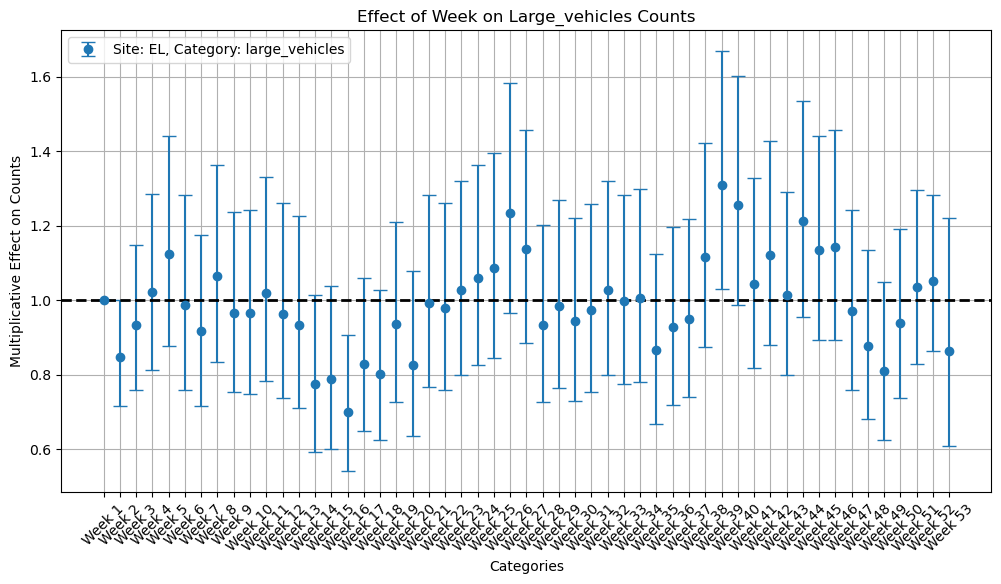 Effect of Week on Large_vehicles Counts
Site: EL, Category: large_vehicles
Multiplicative Effect on Counts
1.6
1.4
1.2
1.0
0.8
0.6
Week 1
Week 2
Week 3
Week 4
Week 5
Week 6
Week 7
Week 8
Week 9
Week 10
Week 11
Week 12
Week 13
Week 14
Week 15
Week 16
Week 17
Week 18
Week 19
Week 20
Week 21
Week 22
Week 23
Week 24
Week 25
Week 26
Week 27
Week 28
Week 29
Week 30
Week 31
Week 32
Week 33
Week 34
Week 35
Week 36
Week 37
Week 38
Week 39
Week 40
Week 41
Week 42
Week 43
Week 44
Week 45
Week 46
Week 47
Week 48
Week 49
Week 50
Week 51
Week 52
Week 53
Categories